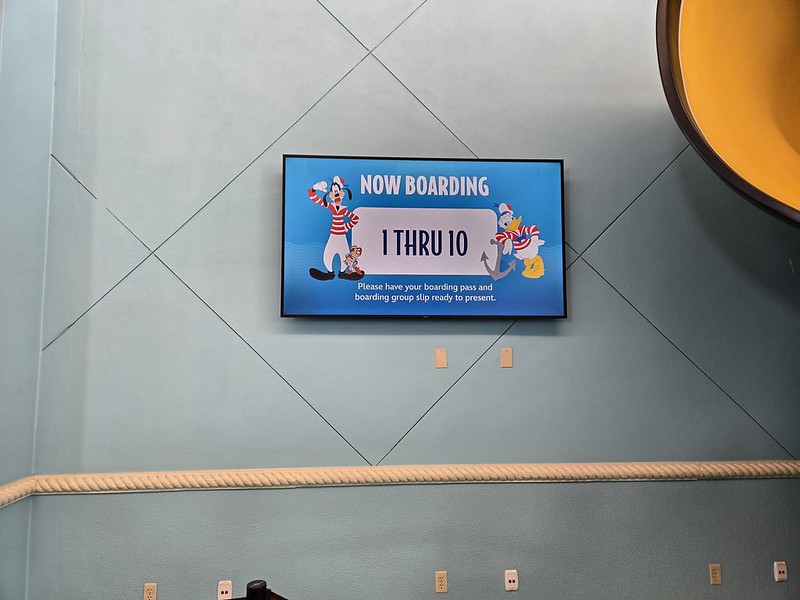 NOW BOARDING
1 THRU 10
Please have your boarding pass and
boarding group slip ready to present.